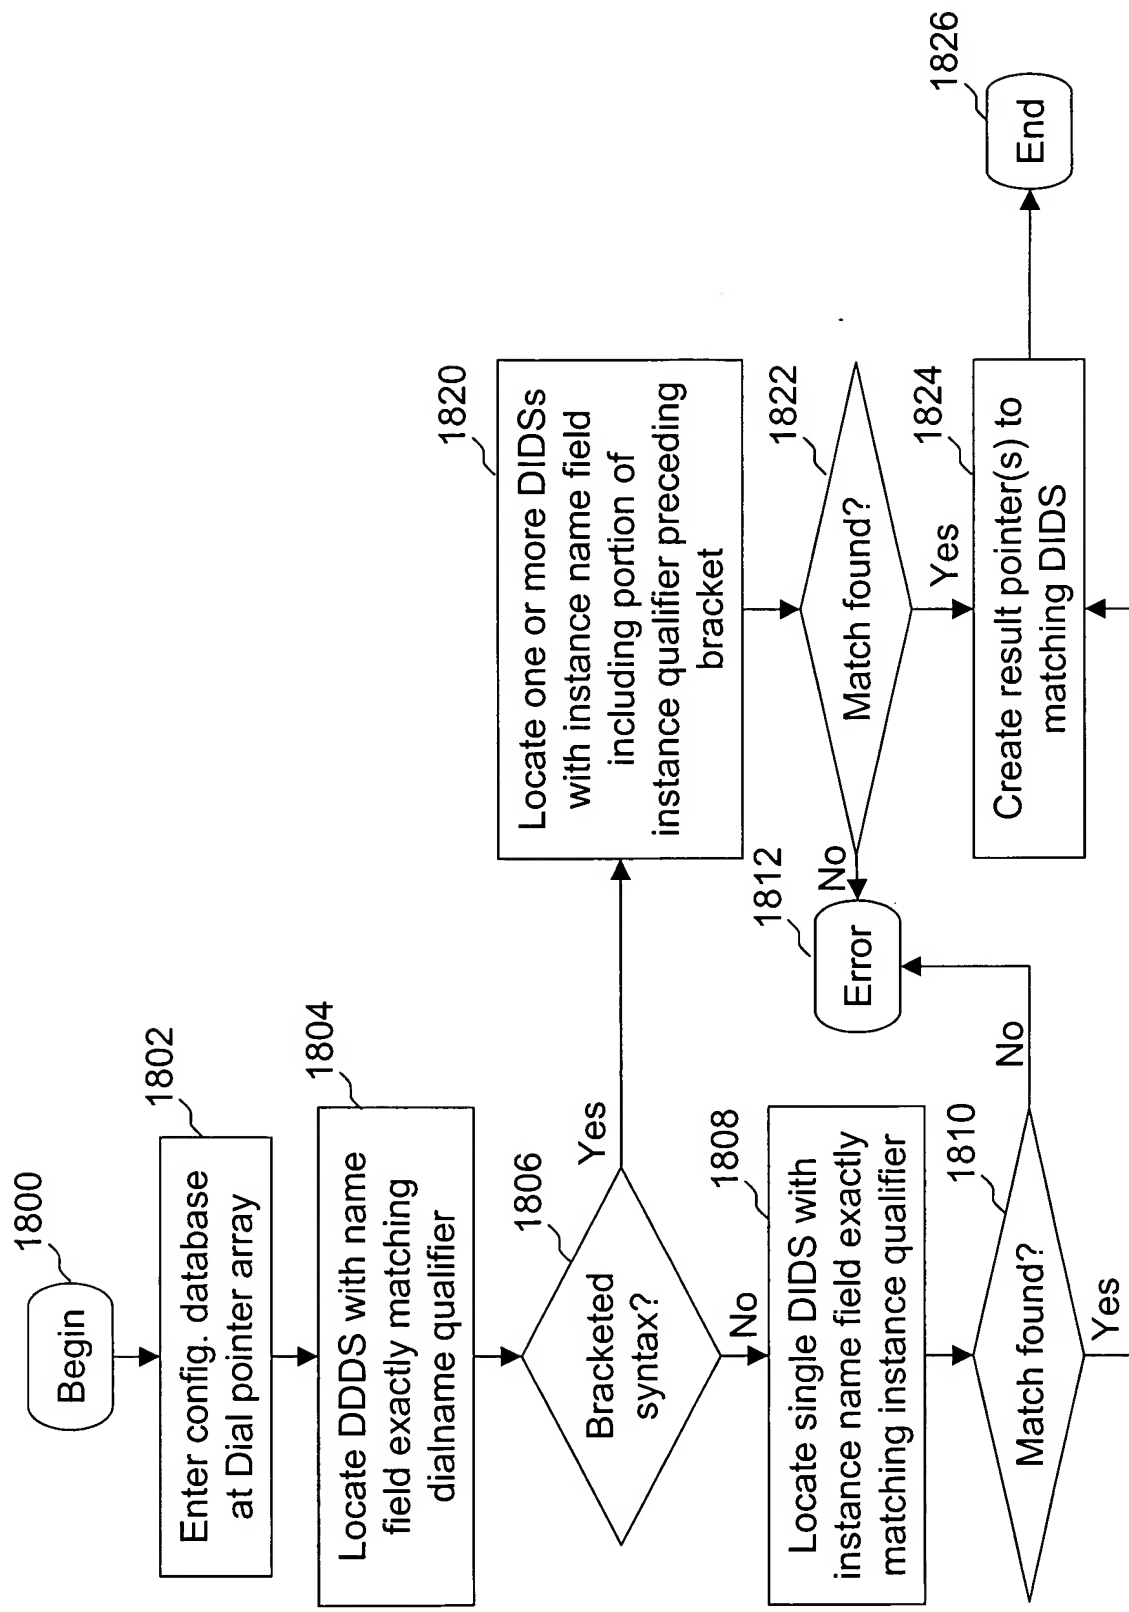 1800
Begin
1802
Enter config. database
at Dial pointer array
1804
Locate DDDS with name
field exactly matching
dialname qualifier
1806
Bracketed
syntax?
Yes
No
1808
Locate single DIDS with
instance name field exactly
matching instance qualifier
1810
Match found?
No
Yes
1812
Error
1820
Locate one or more DIDSs
with instance name field
including portion of
instance qualifier preceding
bracket
1822
Match found?
No
Yes
1824
Create result pointer(s) to
matching DIDS
1826
End